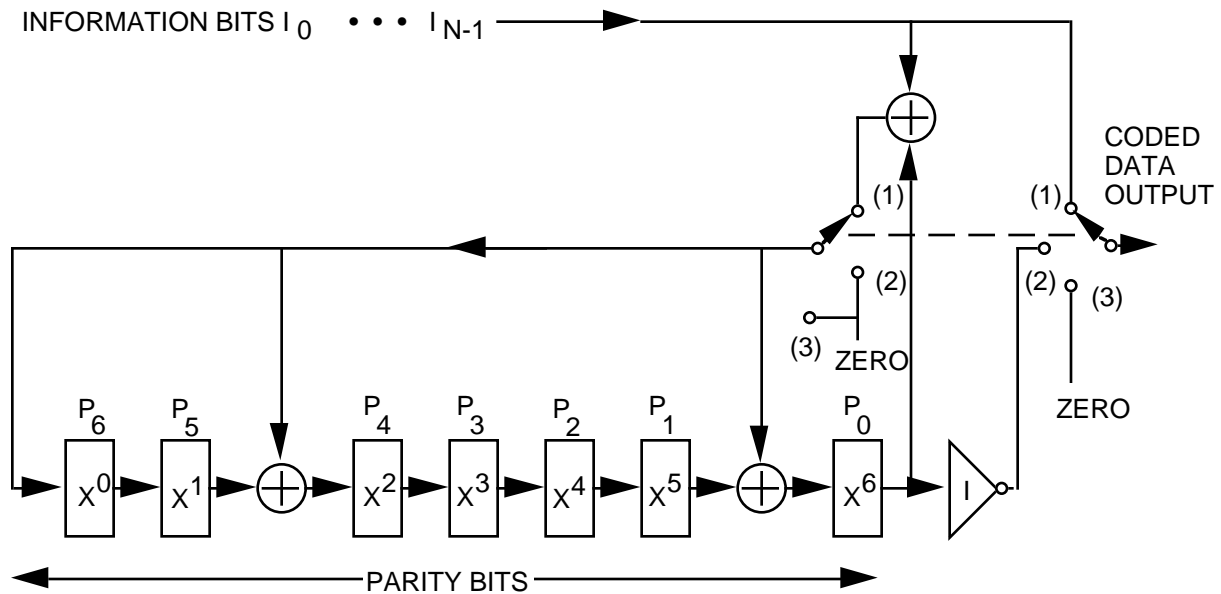 INFORMATION BITS I0 • • • IN-1
CODED
DATA
OUTPUT
(1)
(1)
(2)
(2)
(3)
(3)
ZERO
ZERO
P6 P5 P4 P3 P2 P1 P0
X0 X1 X2 X3 X4 X5 X6 I
PARITY BITS